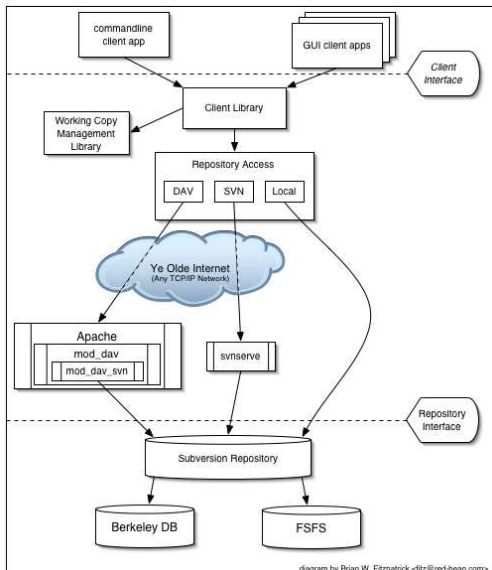 commandline
client app
GUI client apps
Client
Interface
Client Library
Working Copy
Management
Library
Repository Access
DAV
SVN
Local
Ye Olde Internet
(Any TCP/IP Network)
Apache
mod_dav
mod_dav_svn
svnserve
Repository
Interface
Subversion Repository
Berkeley DB
FSFS
diagram by Brian W. Fitzpatrick <fitz@red-bean.com>